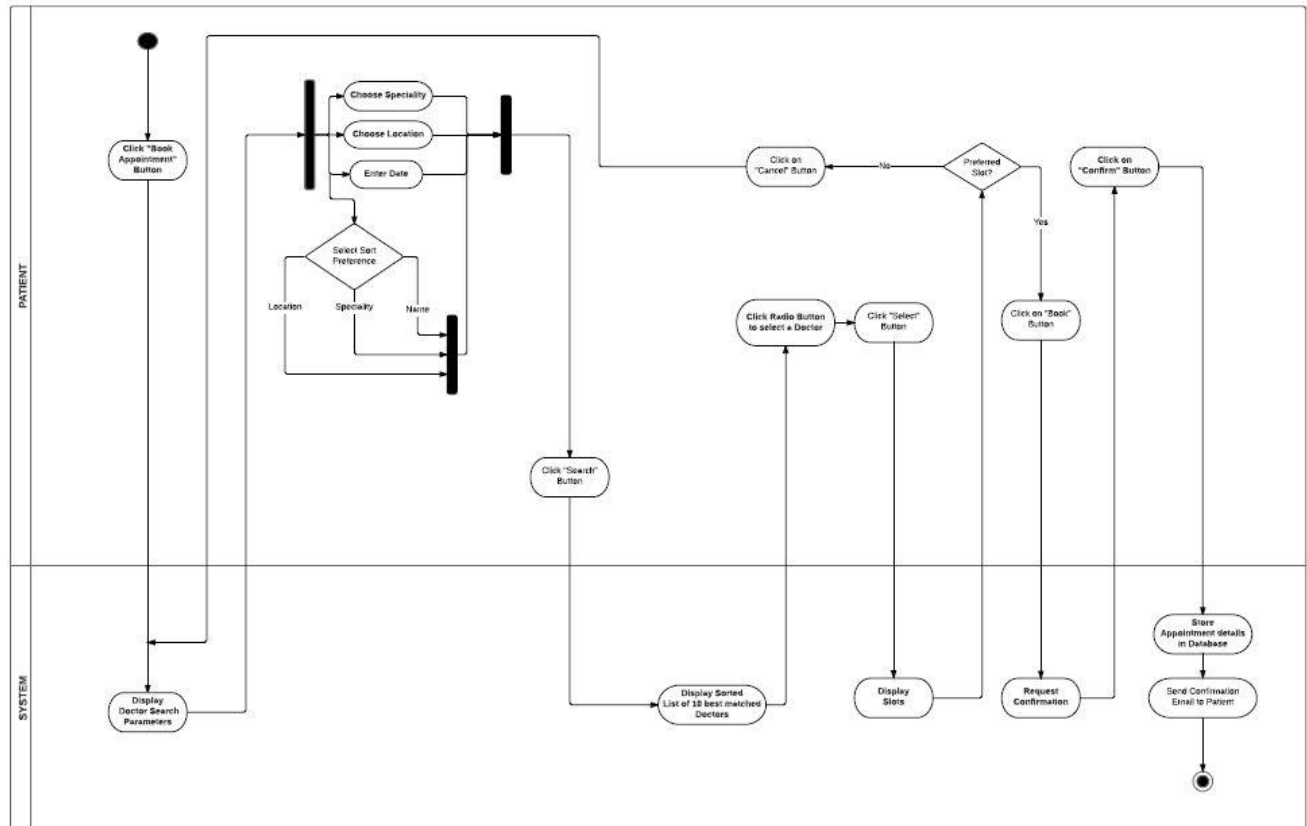 PATIENT
Click "Book
Appointment"
Button
Choose Speciality
Choose Location
Enter Date
Select Sort
Preference
Location
Speciality
Name
Click "Search"
Button
Click Radio Button
to select a Doctor
Click "Select"
Button
Click on
"Cancel" Button
No
Preferred
Slot?
Yes
Click on "Book"
Button
Click on
"Confirm" Button
SYSTEM
Display
Doctor Search
Parameters
Display Sorted
List of 10 best matched
Doctors
Display
Slots
Request
Confirmation
Store
Appointment details
in Database
Send Confirmation
Email to Patient